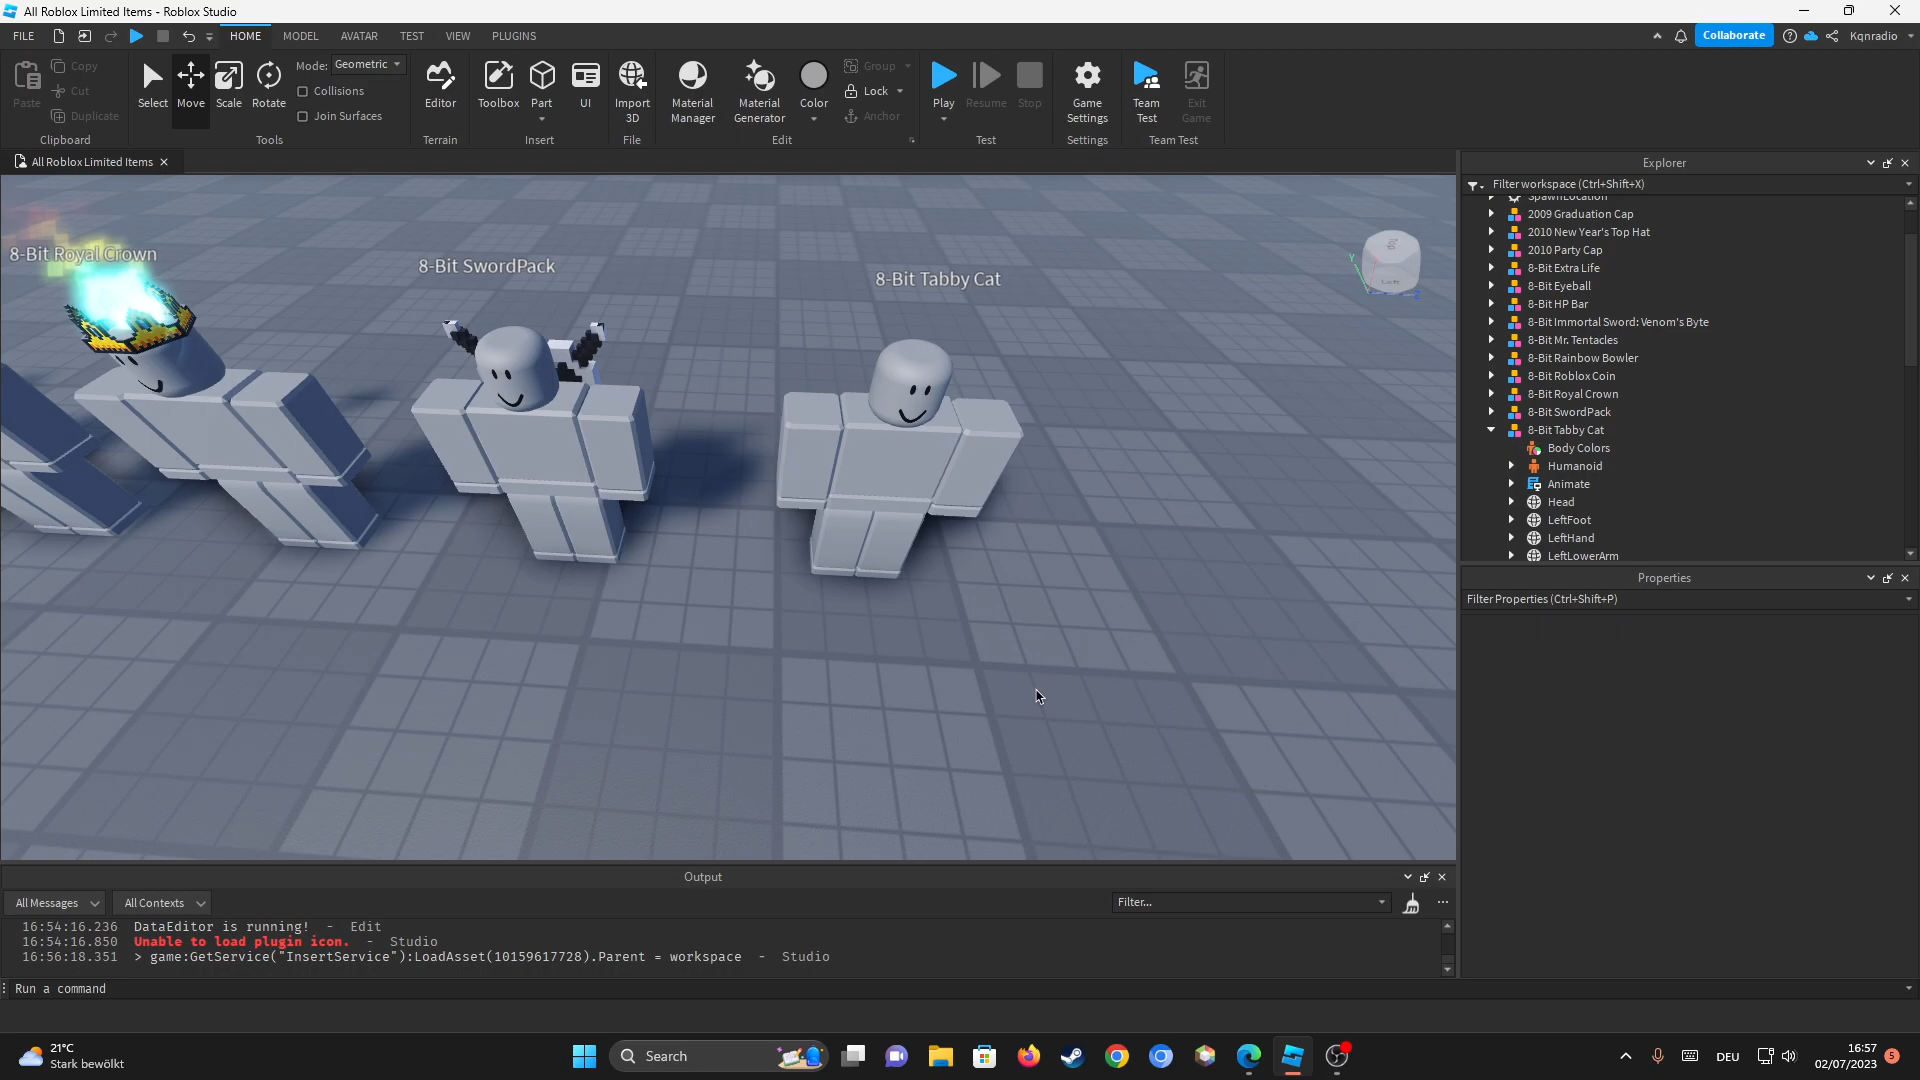 All Roblox Limited Items - Roblox Studio
FILE HOME MODEL AVATAR TEST VIEW PLUGINS Collaborate Kqnradio
Paste Copy Cut Duplicate Clipboard
Select Move Scale Rotate Mode: Geometric Collisions Join Surfaces Tools
Editor Terrain
Toolbox Part UI Insert
Import 3D File
Material Manager Material Generator Color Group Lock Anchor Edit
Play Resume Stop Test
Game Settings Settings
Team Test Exit Game Team Test
All Roblox Limited Items
8-Bit Royal Crown
8-Bit SwordPack
8-Bit Tabby Cat
Explorer
Filter workspace (Ctrl+Shift+X)
SpawnLocation
2009 Graduation Cap
2010 New Year's Top Hat
2010 Party Cap
8-Bit Extra Life
8-Bit Eyeball
8-Bit HP Bar
8-Bit Immortal Sword: Venom's Byte
8-Bit Mr. Tentacles
8-Bit Rainbow Bowler
8-Bit Roblox Coin
8-Bit Royal Crown
8-Bit SwordPack
8-Bit Tabby Cat
Body Colors
Humanoid
Animate
Head
LeftFoot
LeftHand
LeftLowerArm
Properties
Filter Properties (Ctrl+Shift+P)
Output
All Messages All Contexts Filter...
16:54:16.236 DataEditor is running! - Edit
16:54:16.850 Unable to load plugin icon. - Studio
16:56:18.351 > game:GetService("InsertService"):LoadAsset(10159617728).Parent = workspace - Studio
Run a command
21°C
Stark bewölkt
Search
DEU
16:57
02/07/2023
5